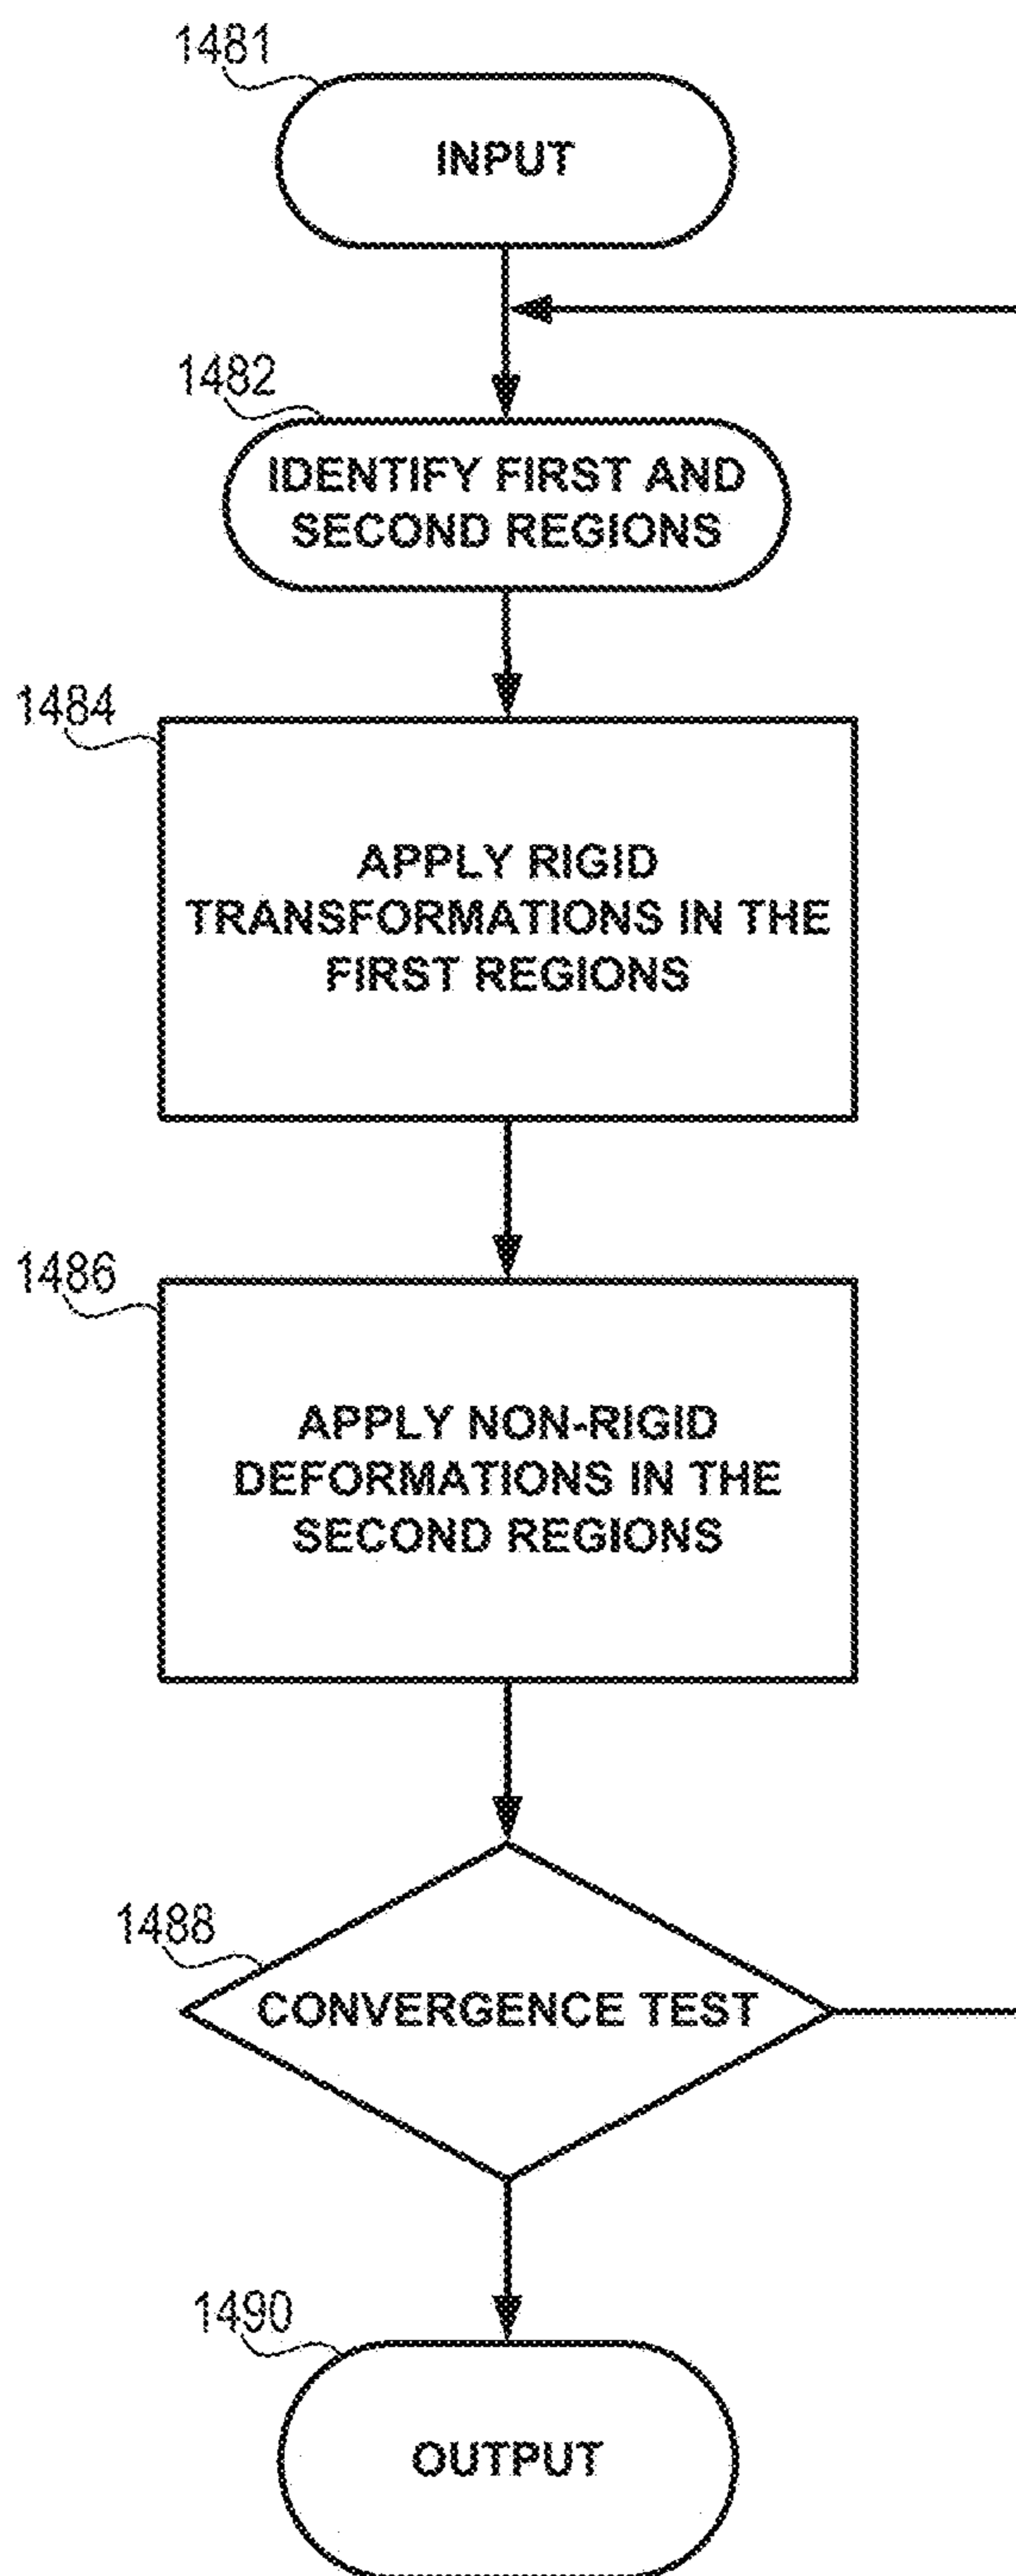 1481
INPUT
1482
IDENTIFY FIRST AND
SECOND REGIONS
1484
APPLY RIGID
TRANSFORMATIONS IN THE
FIRST REGIONS
1486
APPLY NON-RIGID
DEFORMATIONS IN THE
SECOND REGIONS
1488
CONVERGENCE TEST
1490
OUTPUT